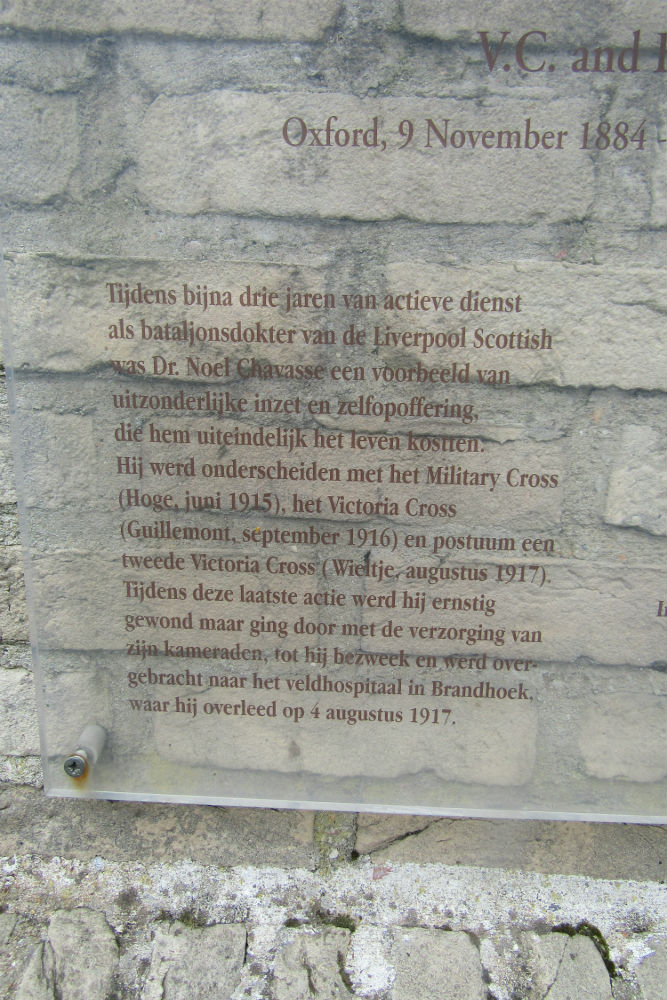 V.C. and
Oxford, 9 November 1884 -
Tijdens bijna drie jaren van actieve dienst
als bataljonsdokter van de Liverpool Scottish
was Dr. Noel Chavasse een voorbeeld van
uitzonderlijke inzet en zelfopoffering,
die hem uiteindelijk het leven kostten.
Hij werd onderscheiden met het Military Cross
(Hoge, juni 1915), het Victoria Cross
(Guillemont, september 1916) en postuum een
tweede Victoria Cross (Wieltje, augustus 1917).
Tijdens deze laatste actie werd hij ernstig
gewond maar ging door met de verzorging van
zijn kameraden, tot hij bezweek en werd over-
gebracht naar het veldhospitaal in Brandhoek,
waar hij overleed op 4 augustus 1917.